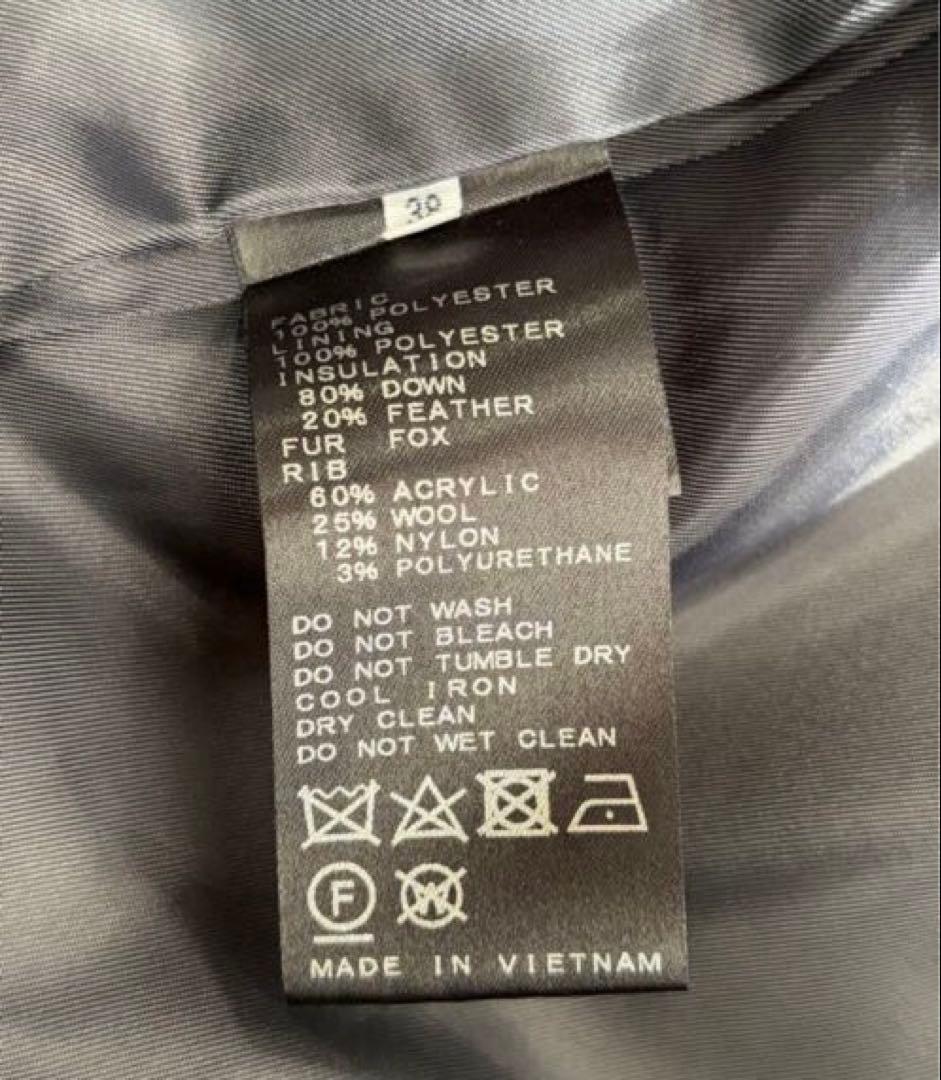 38
FABRIC
100% POLYESTER
LINING
100% POLYESTER
INSULATION
80% DOWN
20% FEATHER
FUR FOX
RIB
60% ACRYLIC
25% WOOL
12% NYLON
3% POLYURETHANE
DO NOT WASH
DO NOT BLEACH
DO NOT TUMBLE DRY
COOL IRON
DRY CLEAN
DO NOT WET CLEAN
F W
MADE IN VIETNAM